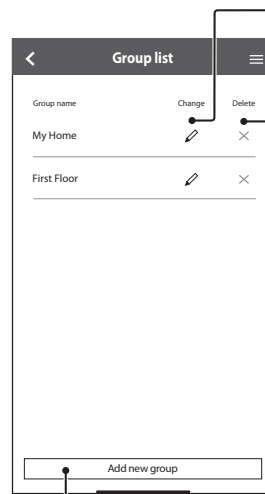 Group list
Group name Change Delete
My Home
First Floor
Add new group